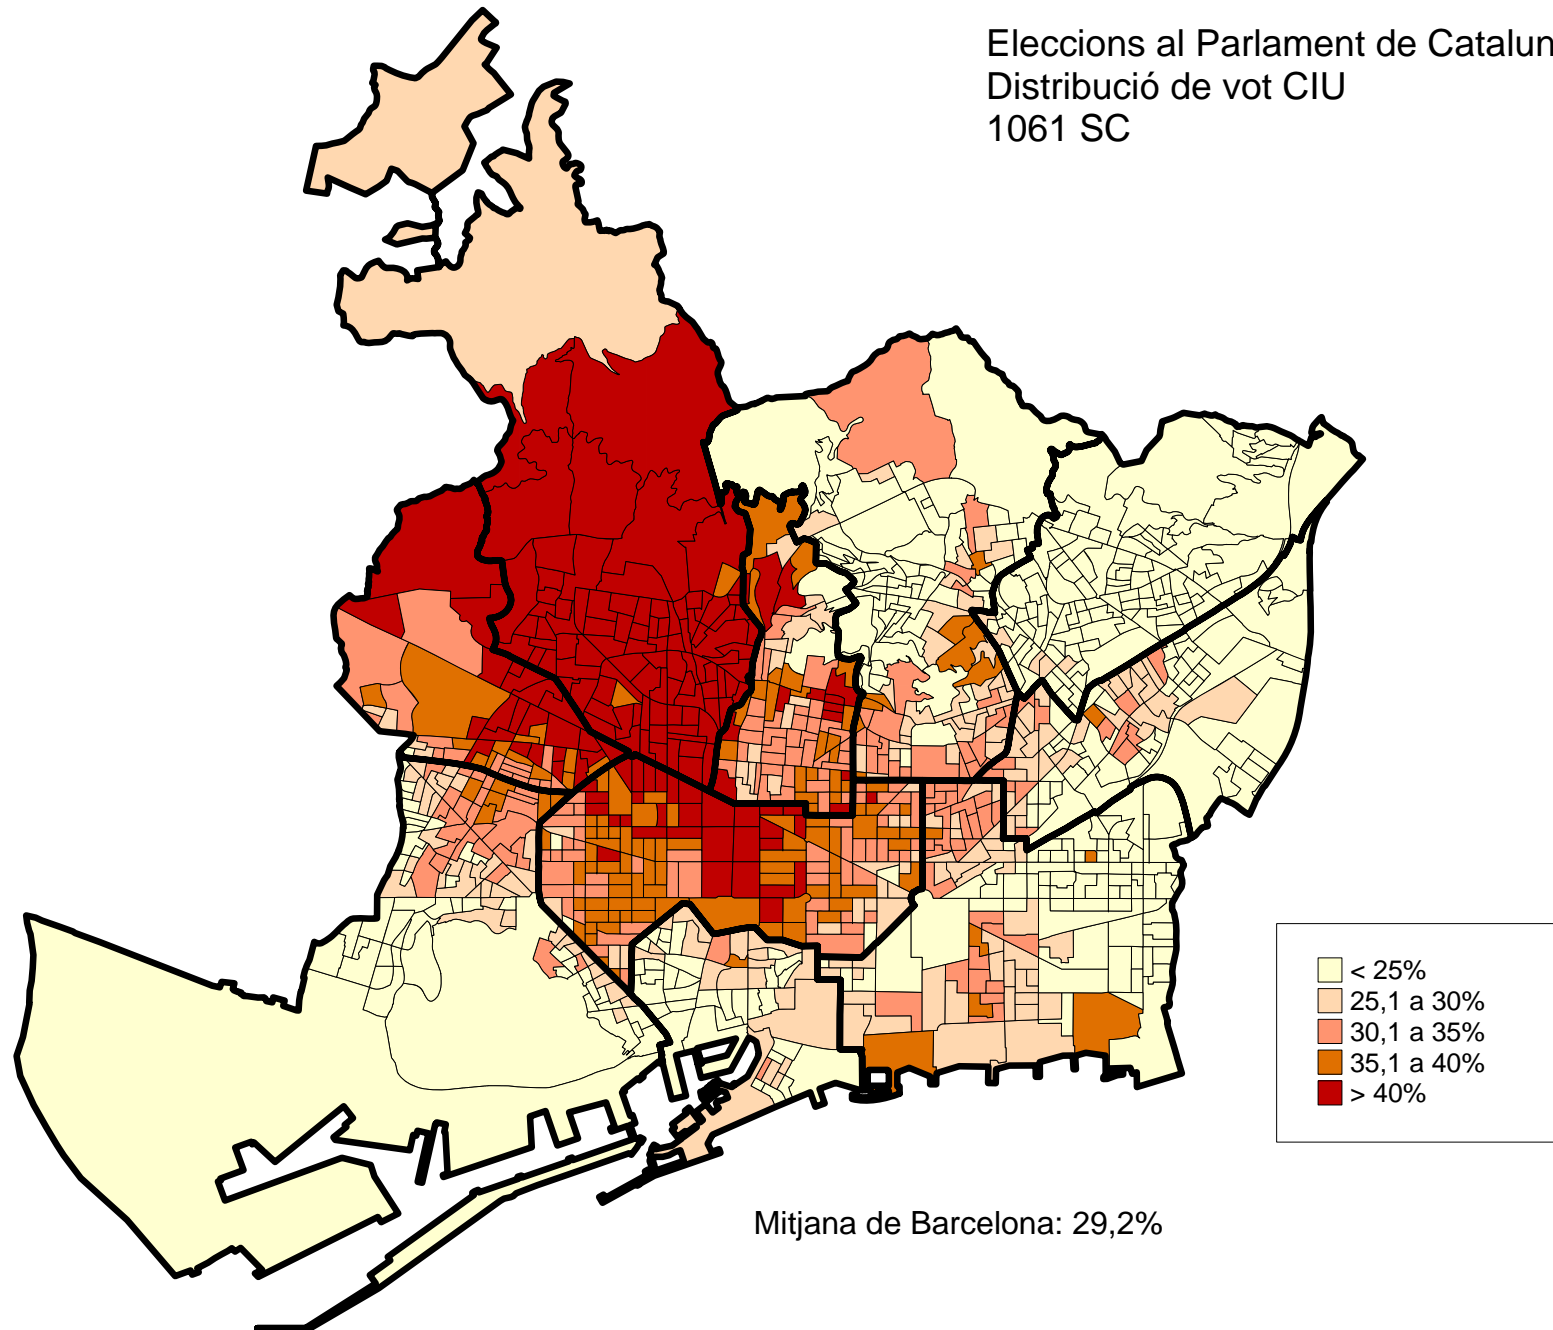 Eleccions al Parlament de Catalun
Distribució de vot CIU
1061 SC
< 25%
25,1 a 30%
30,1 a 35%
35,1 a 40%
> 40%
Mitjana de Barcelona: 29,2%